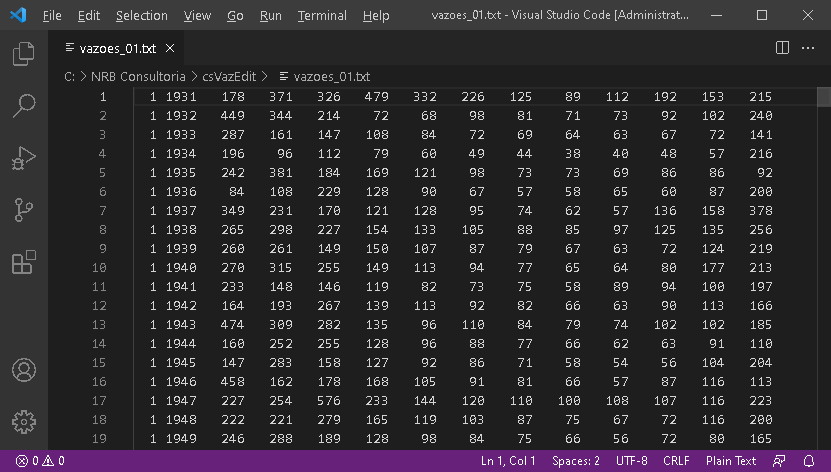 File Edit Selection View Go Run Terminal Help vazoes_01.txt - Visual Studio Code [Administrat...
vazoes_01.txt
C: > NRB Consultoria > csVazEdit > vazoes_01.txt
1 1 1931 178 371 326 479 332 226 125 89 112 192 153 215
2 1 1932 449 344 214 72 68 98 81 71 73 92 102 240
3 1 1933 287 161 147 108 84 72 69 64 63 67 72 141
4 1 1934 196 96 112 79 60 49 44 38 40 48 57 216
5 1 1935 242 381 184 169 121 98 73 73 69 86 86 92
6 1 1936 84 108 229 128 90 67 57 58 65 60 87 200
7 1 1937 349 231 170 121 128 95 74 62 57 136 158 378
8 1 1938 265 298 227 154 133 105 88 85 97 125 135 256
9 1 1939 260 261 149 150 107 87 79 67 63 72 124 219
10 1 1940 270 315 255 149 113 94 77 65 64 80 177 213
11 1 1941 233 148 146 119 82 73 75 58 89 94 100 197
12 1 1942 164 193 267 139 113 92 82 66 63 90 113 166
13 1 1943 474 309 282 135 96 110 84 79 74 102 102 185
14 1 1944 160 252 255 128 96 88 77 66 62 63 91 110
15 1 1945 147 283 158 127 92 86 71 58 54 56 104 204
16 1 1946 458 162 178 168 105 91 81 66 57 87 116 113
17 1 1947 227 254 576 233 144 120 110 100 108 107 116 223
18 1 1948 222 221 279 165 119 103 87 75 67 72 116 200
19 1 1949 246 288 189 128 98 84 75 66 56 72 80 165
0 0 Ln 1, Col 1 Spaces: 2 UTF-8 CRLF Plain Text